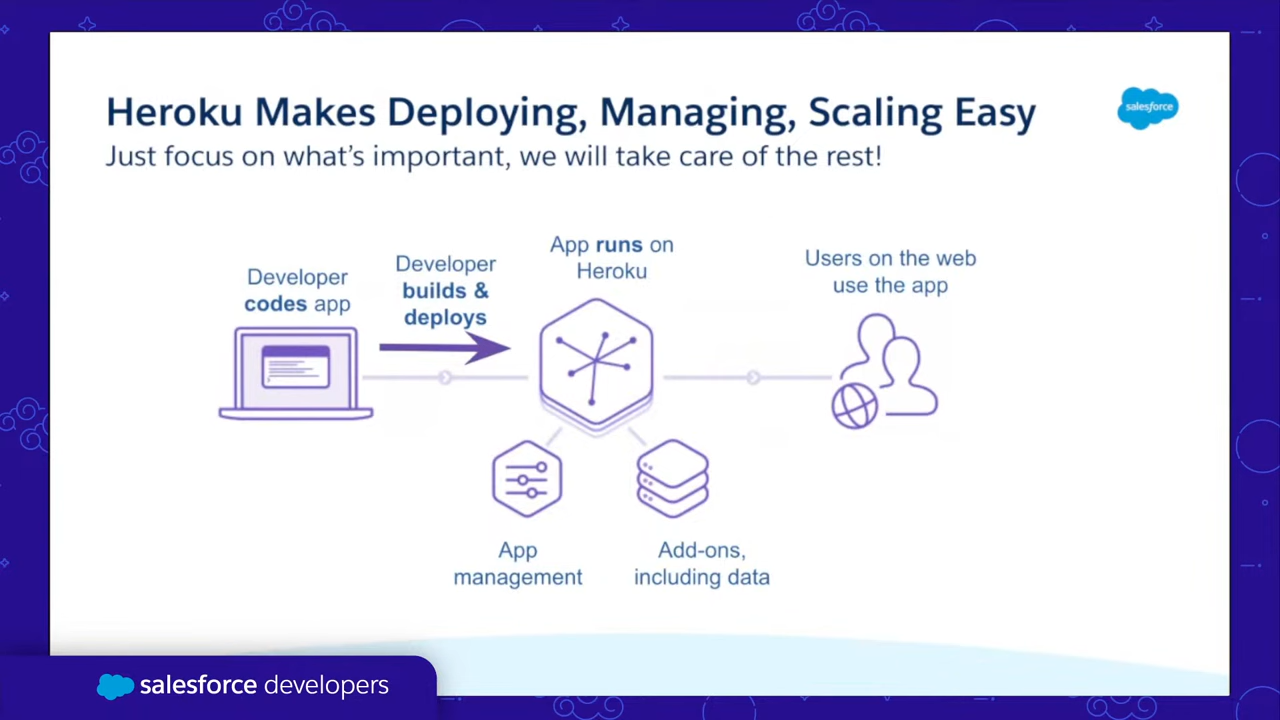 Heroku Makes Deploying, Managing, Scaling Easy
salesforce
Just focus on what's important, we will take care of the rest!
Developer
codes app
Developer
builds &
deploys
App runs on
Heroku
Users on the web
use the app
App
management
Add-ons,
including data
salesforce developers